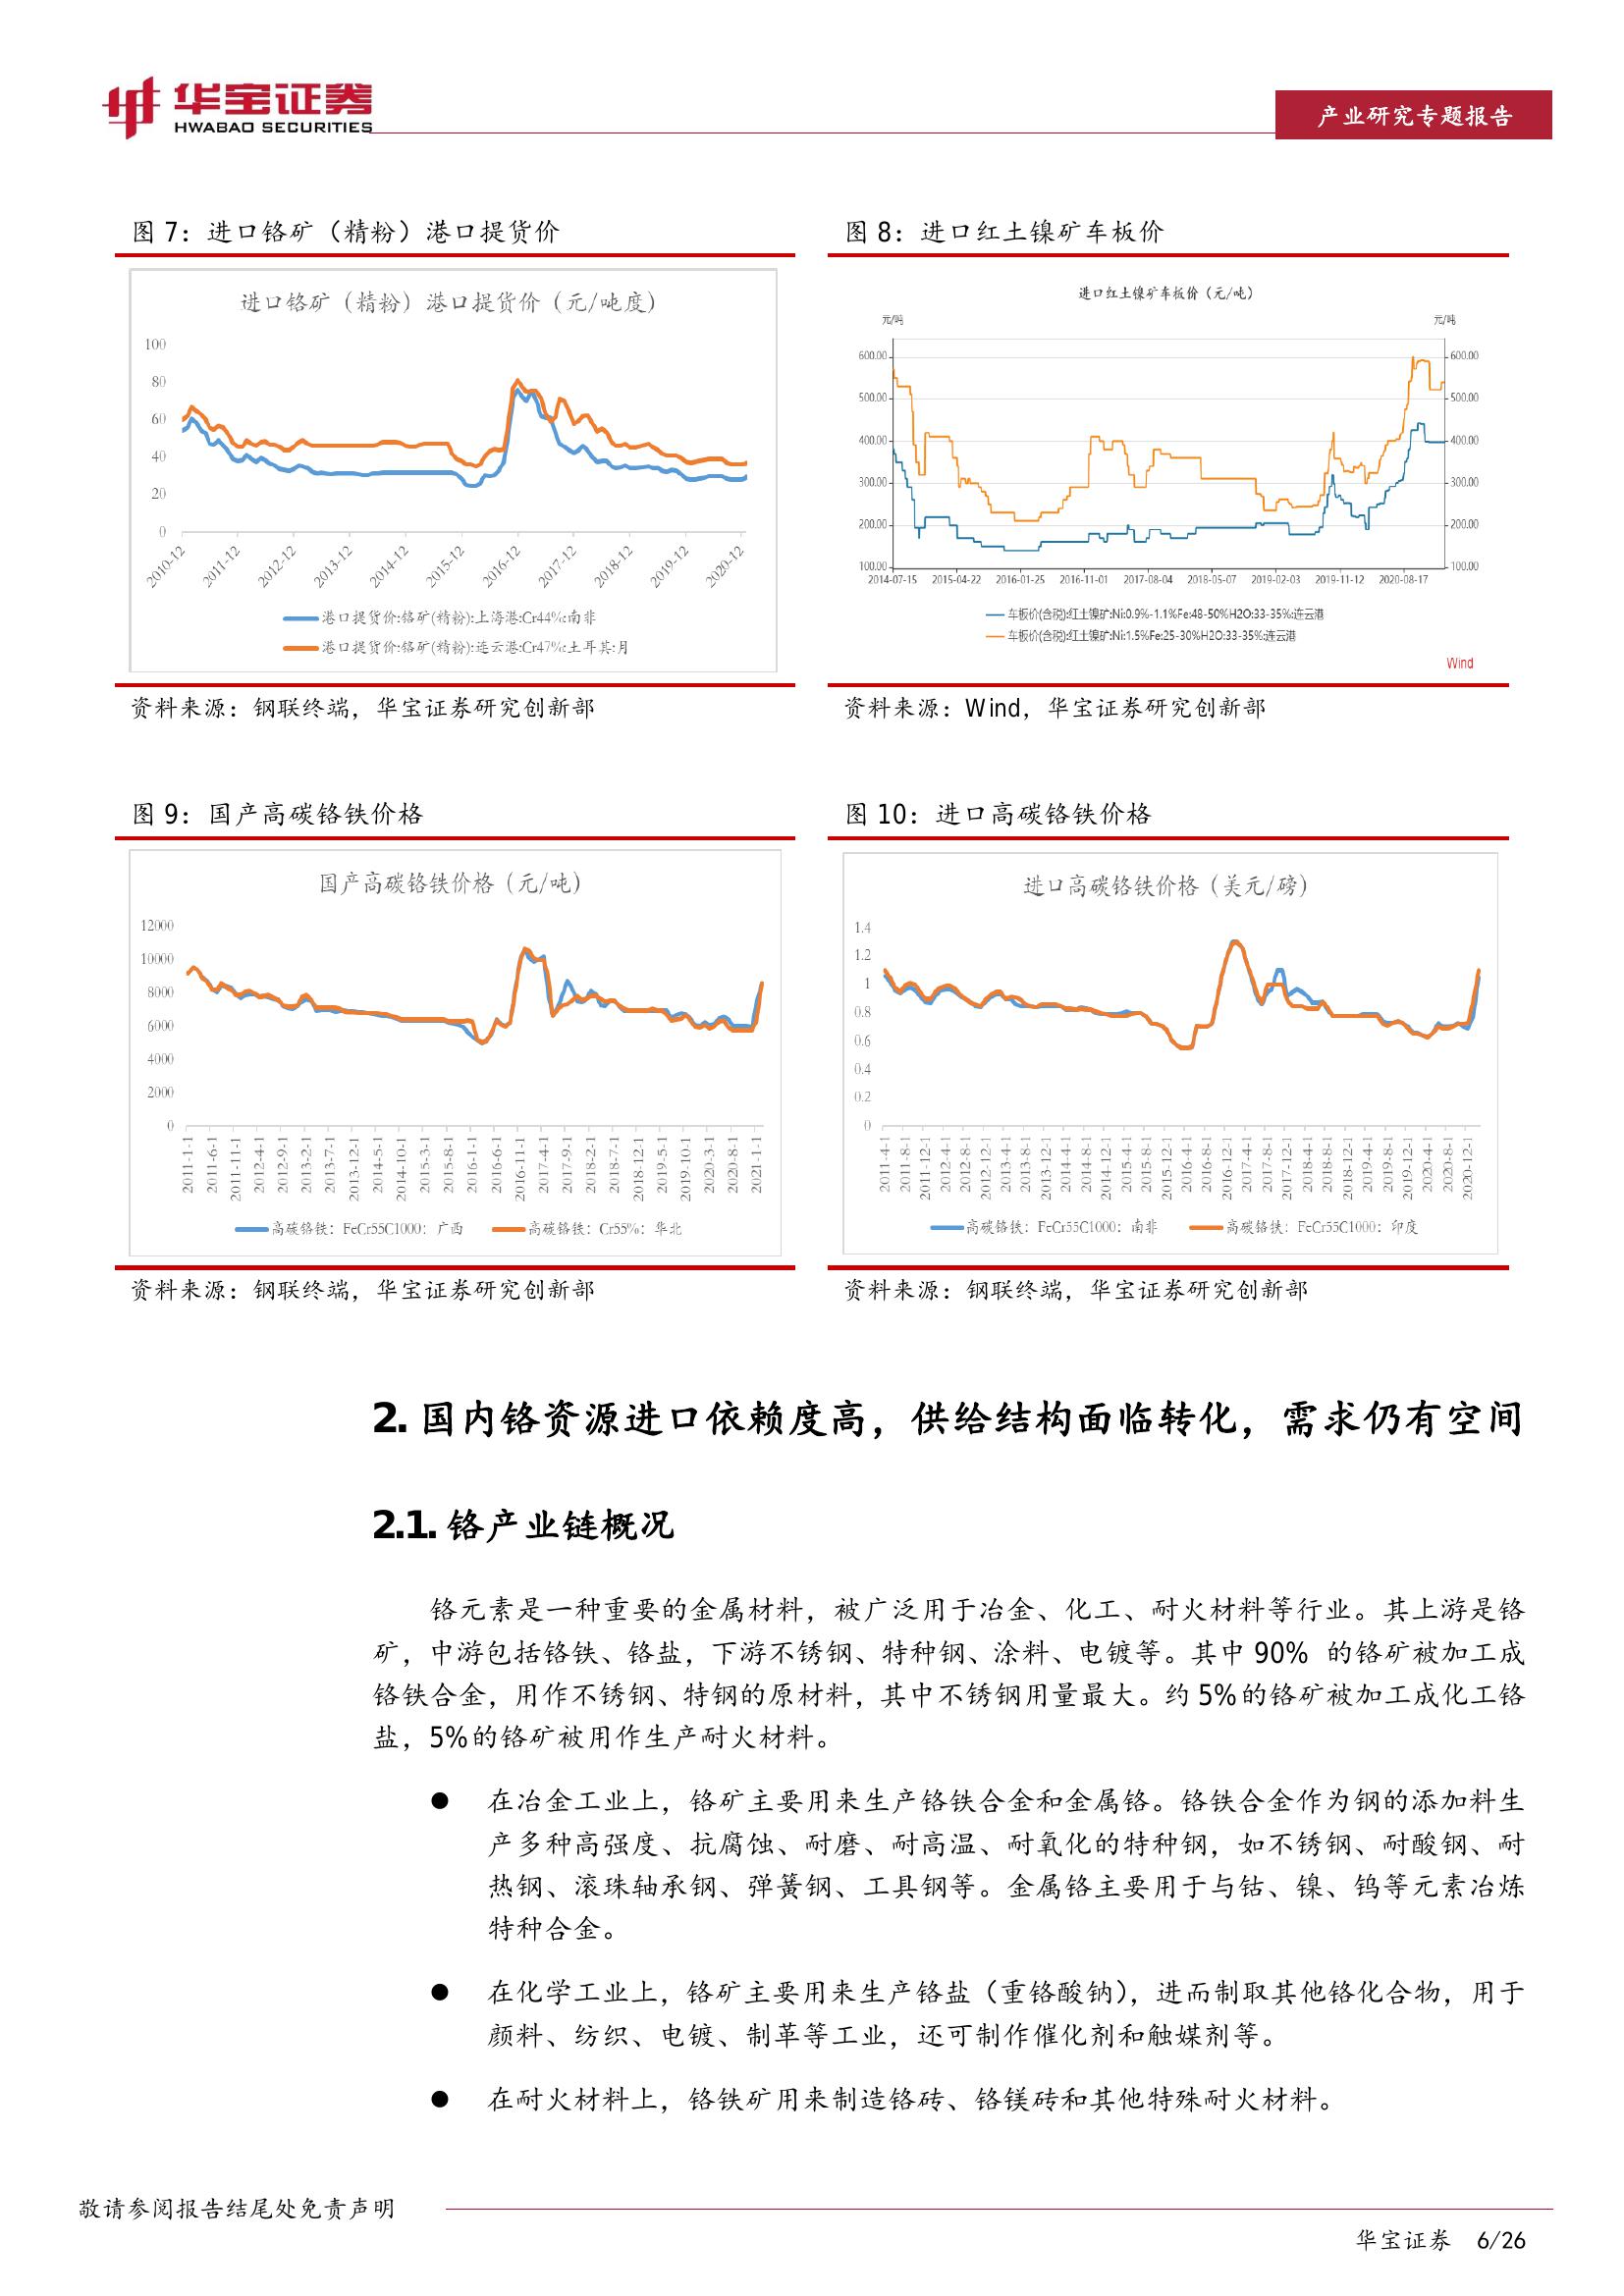 华宝证券
HWABAO SECURITIES
产业研究专题报告
图 7：进口铬矿（精粉）港口提货价
进口铬矿（精粉）港口提货价（元/吨度）
100
80
60
40
20
0
2010-12 2011-12 2012-12 2013-12 2014-12 2015-12 2016-12 2017-12 2018-12 2019-12 2020-12
港口提货价:铬矿(精粉):上海港:Cr44%:南非
港口提货价:铬矿(精粉):连云港:Cr47%:土耳其:月
资料来源：钢联终端，华宝证券研究创新部
图 8：进口红土镍矿车板价
进口红土镍矿车板价（元/吨）
元/吨 元/吨
600.00 600.00
500.00 500.00
400.00 400.00
300.00 300.00
200.00 200.00
100.00 100.00
2014-07-15 2015-04-22 2016-01-25 2016-11-01 2017-08-04 2018-05-07 2019-02-03 2019-11-12 2020-08-17
车板价(含税):红土镍矿:Ni:0.9%-1.1%Fe:48-50%H2O:33-35%:连云港
车板价(含税):红土镍矿:Ni:1.5%Fe:25-30%H2O:33-35%:连云港
Wind
资料来源：Wind，华宝证券研究创新部
图 9：国产高碳铬铁价格
国产高碳铬铁价格（元/吨）
12000
10000
8000
6000
4000
2000
0
2011-1-1 2011-6-1 2011-11-1 2012-4-1 2012-9-1 2013-2-1 2013-7-1 2013-12-1 2014-5-1 2014-10-1 2015-3-1 2015-8-1 2016-1-1 2016-6-1 2016-11-1 2017-4-1 2017-9-1 2018-2-1 2018-7-1 2018-12-1 2019-5-1 2019-10-1 2020-3-1 2020-8-1 2021-1-1
高碳铬铁：FeCr55C1000：广西 高碳铬铁：Cr55%：华北
资料来源：钢联终端，华宝证券研究创新部
图 10：进口高碳铬铁价格
进口高碳铬铁价格（美元/磅）
1.4
1.2
1
0.8
0.6
0.4
0.2
0
2011-4-1 2011-8-1 2011-12-1 2012-4-1 2012-8-1 2012-12-1 2013-4-1 2013-8-1 2013-12-1 2014-4-1 2014-8-1 2014-12-1 2015-4-1 2015-8-1 2015-12-1 2016-4-1 2016-8-1 2016-12-1 2017-4-1 2017-8-1 2017-12-1 2018-4-1 2018-8-1 2018-12-1 2019-4-1 2019-8-1 2019-12-1 2020-4-1 2020-8-1 2020-12-1
高碳铬铁：FeCr55C1000：南非 高碳铬铁：FeCr55C1000：印度
资料来源：钢联终端，华宝证券研究创新部
2. 国内铬资源进口依赖度高，供给结构面临转化，需求仍有空间
2.1. 铬产业链概况
铬元素是一种重要的金属材料，被广泛用于冶金、化工、耐火材料等行业。其上游是铬
矿，中游包括铬铁、铬盐，下游不锈钢、特种钢、涂料、电镀等。其中 90% 的铬矿被加工成
铬铁合金，用作不锈钢、特钢的原材料，其中不锈钢用量最大。约 5%的铬矿被加工成化工铬
盐，5%的铬矿被用作生产耐火材料。
● 在冶金工业上，铬矿主要用来生产铬铁合金和金属铬。铬铁合金作为钢的添加料生
产多种高强度、抗腐蚀、耐磨、耐高温、耐氧化的特种钢，如不锈钢、耐酸钢、耐
热钢、滚珠轴承钢、弹簧钢、工具钢等。金属铬主要用于与钴、镍、钨等元素冶炼
特种合金。
● 在化学工业上，铬矿主要用来生产铬盐（重铬酸钠），进而制取其他铬化合物，用于
颜料、纺织、电镀、制革等工业，还可制作催化剂和触媒剂等。
● 在耐火材料上，铬铁矿用来制造铬砖、铬镁砖和其他特殊耐火材料。
敬请参阅报告结尾处免责声明
华宝证券 6/26